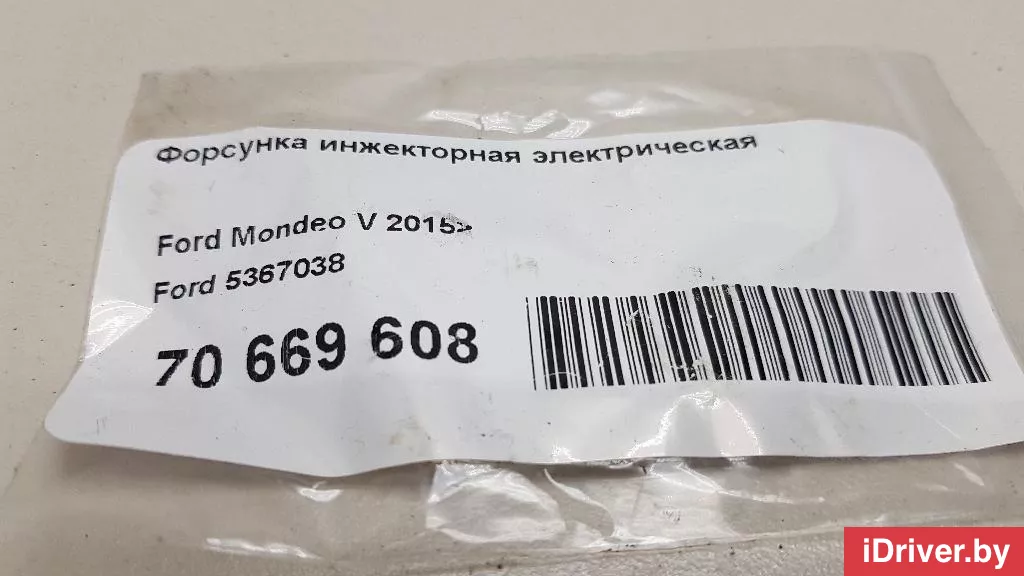 Форсунка инжекторная электрическая
Ford Mondeo V 2015>
Ford 5367038
70 669 608
iDriver.by